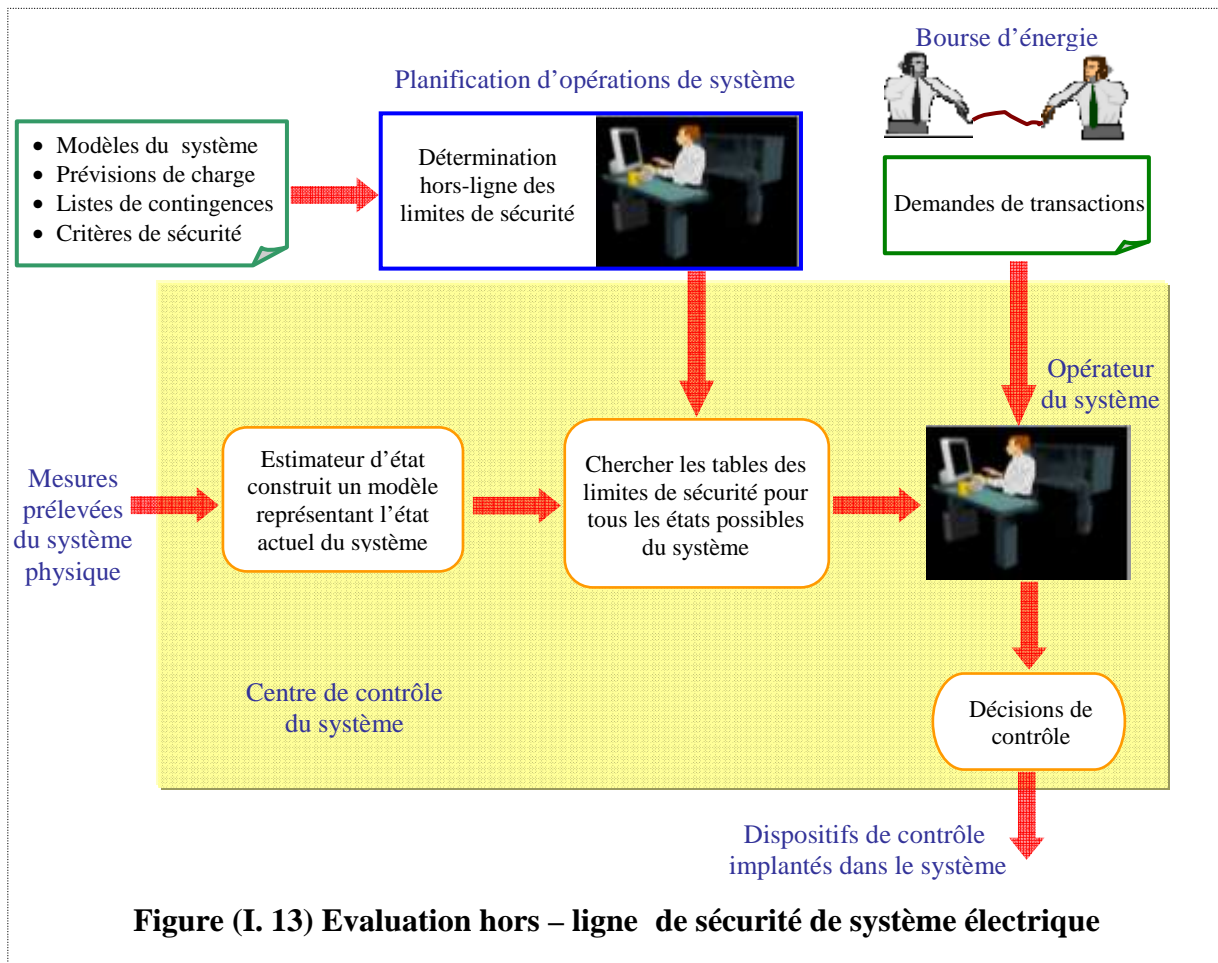 Bourse d'énergie
Planification d'opérations de système
• Modèles du système
• Prévisions de charge
• Listes de contingences
• Critères de sécurité
Détermination
hors-ligne des
limites de sécurité
Demandes de transactions
Opérateur
du système
Mesures
prélevées
du système
physique
Estimateur d'état
construit un modèle
représentant l'état
actuel du système
Chercher les tables des
limites de sécurité pour
tous les états possibles
du système
Centre de contrôle
du système
Décisions de
contrôle
Dispositifs de contrôle
implantés dans le système
Figure (I. 13) Evaluation hors – ligne de sécurité de système électrique